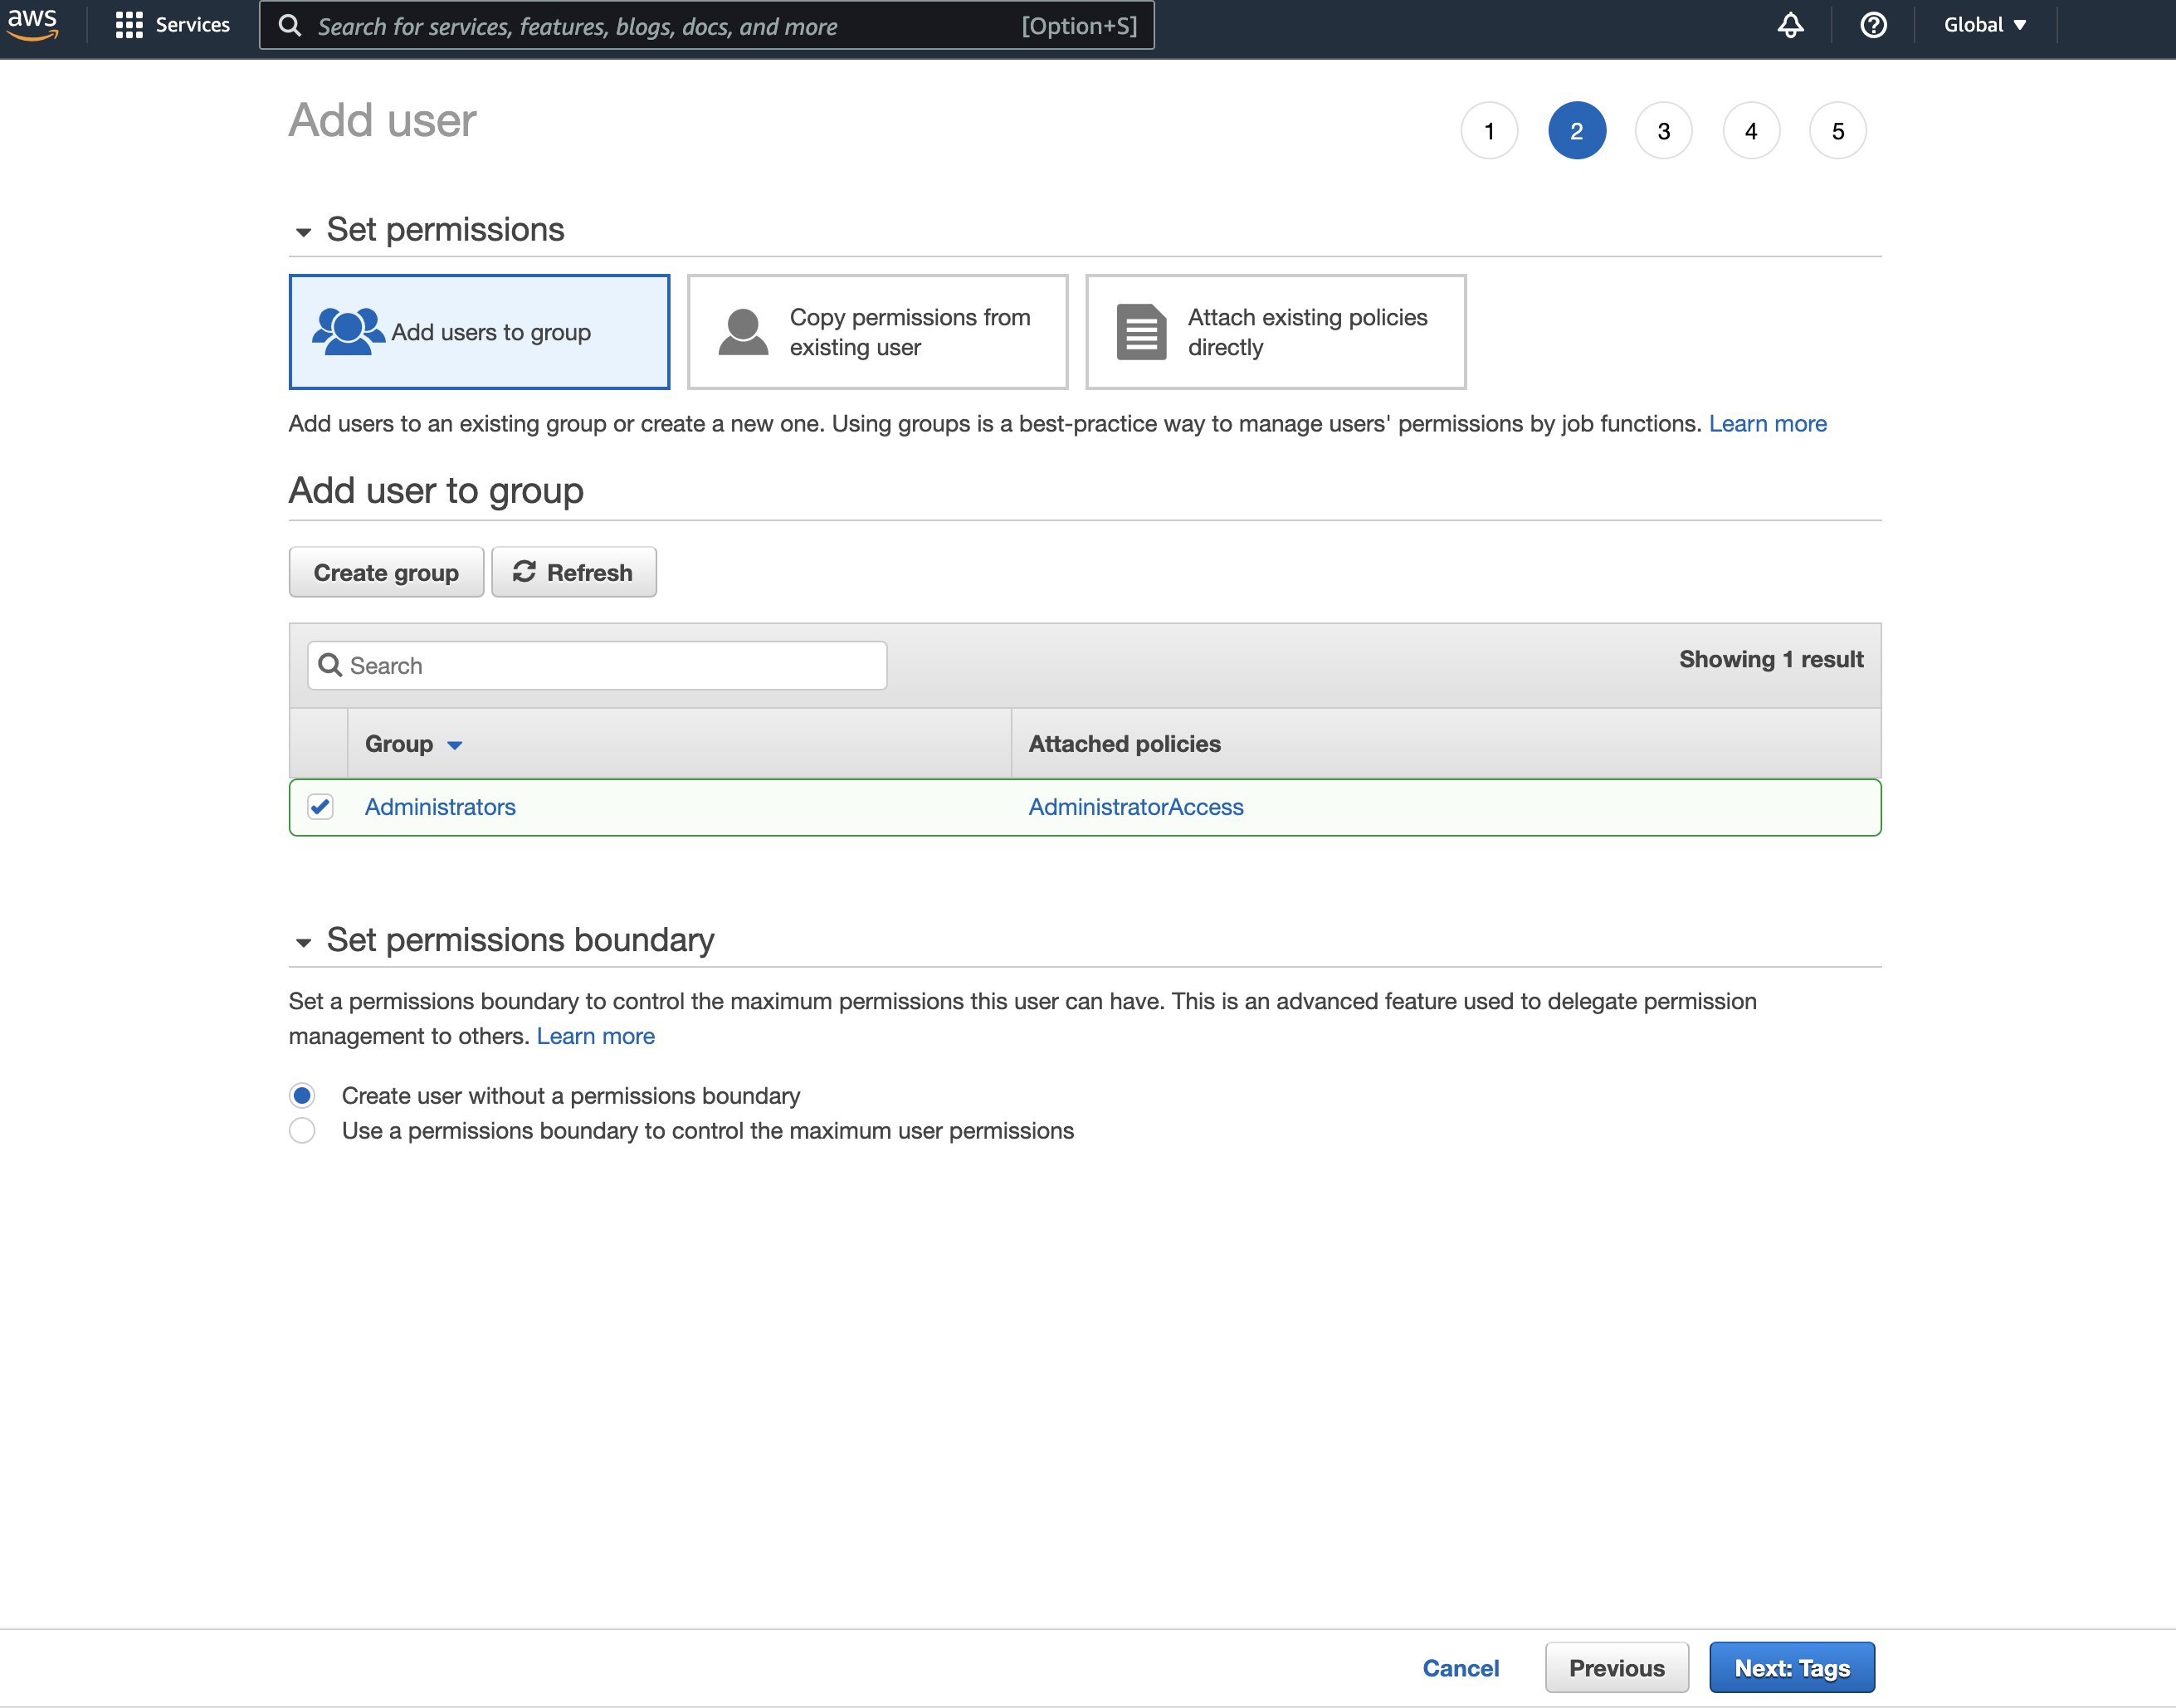 aws Services Search for services, features, blogs, docs, and more [Option+S] Global
Add user 1 2 3 4 5
Set permissions
Add users to group
Copy permissions from
existing user
Attach existing policies
directly
Add users to an existing group or create a new one. Using groups is a best-practice way to manage users' permissions by job functions. Learn more
Add user to group
Create group Refresh
Search Showing 1 result
Group Attached policies
Administrators AdministratorAccess
Set permissions boundary
Set a permissions boundary to control the maximum permissions this user can have. This is an advanced feature used to delegate permission
management to others. Learn more
Create user without a permissions boundary
Use a permissions boundary to control the maximum user permissions
Cancel Previous Next: Tags